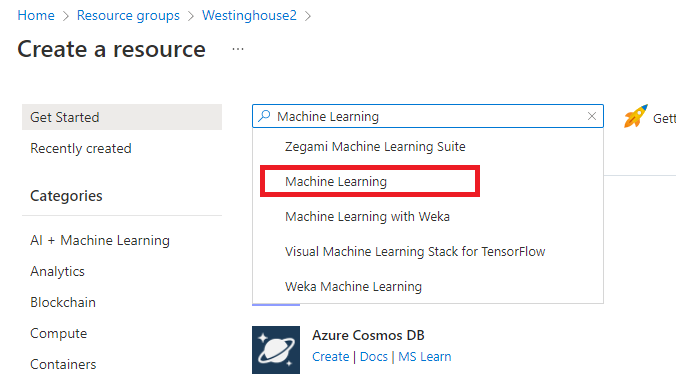 Home > Resource groups > Westinghouse2 >
Create a resource ...
Get Started
Recently created
Categories
AI + Machine Learning
Analytics
Blockchain
Compute
Containers
Machine Learning
Zegami Machine Learning Suite
Machine Learning
Machine Learning with Weka
Visual Machine Learning Stack for TensorFlow
Weka Machine Learning
Azure Cosmos DB
Create | Docs | MS Learn
Gett